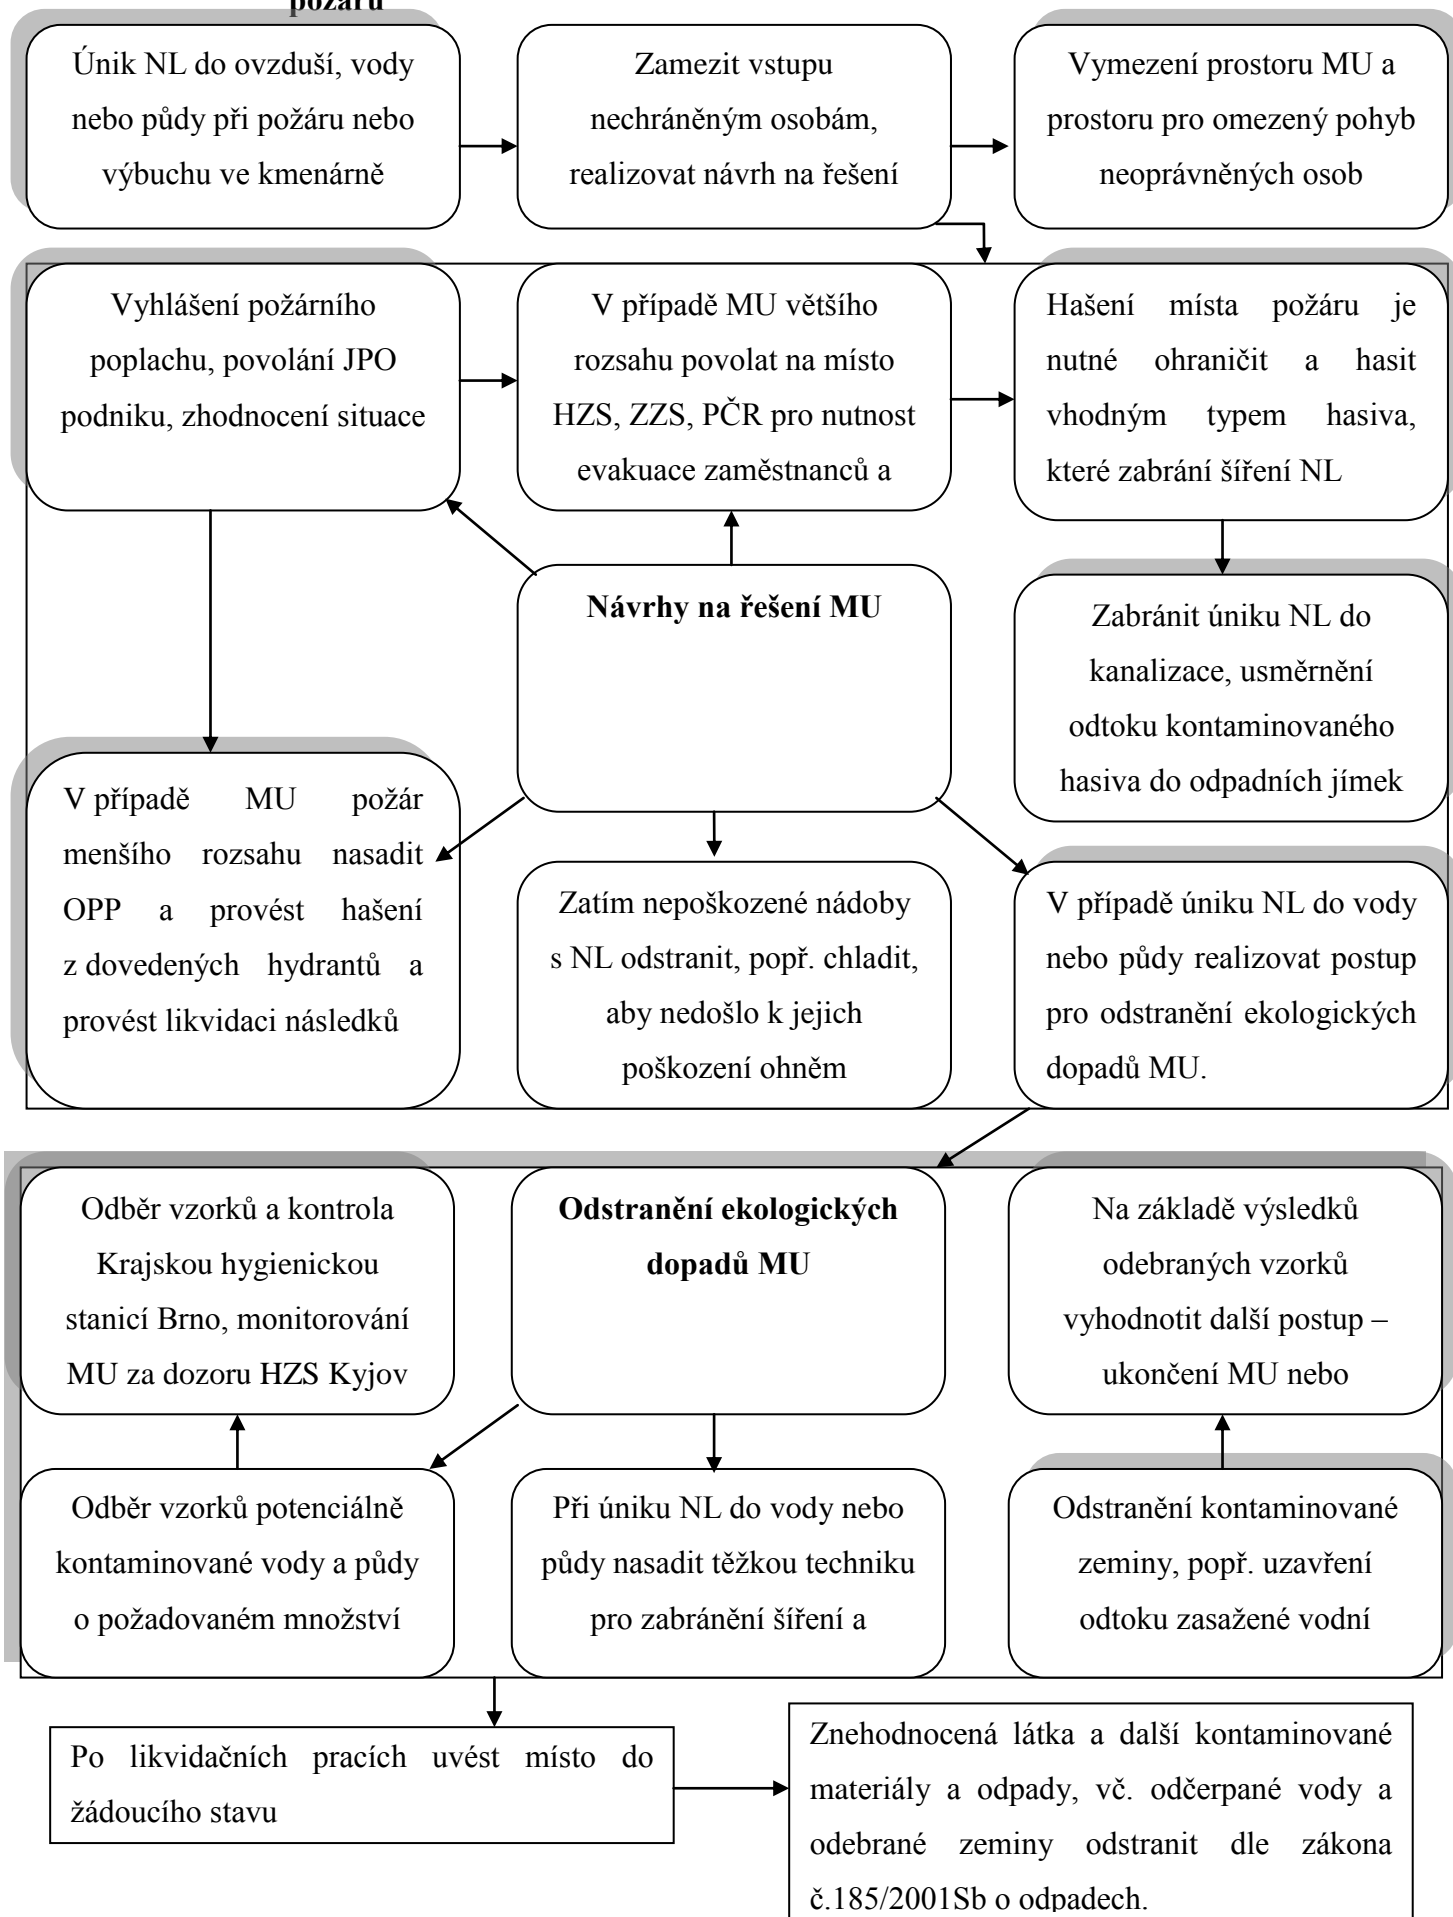 požáru
Únik NL do ovzduší, vody
nebo půdy při požáru nebo
výbuchu ve kmenárně
Zamezit vstupu
nechráněným osobám,
realizovat návrh na řešení
Vymezení prostoru MU a
prostoru pro omezený pohyb
neoprávněných osob
Vyhlášení požárního
poplachu, povolání JPO
podniku, zhodnocení situace
V případě MU většího
rozsahu povolat na místo
HZS, ZZS, PČR pro nutnost
evakuace zaměstnanců a
Hašení místa požáru je
nutné ohraničit a hasit
vhodným typem hasiva,
které zabrání šíření NL
Návrhy na řešení MU
Zabránit úniku NL do
kanalizace, usměrnění
odtoku kontaminovaného
hasiva do odpadních jímek
V případě MU požár
menšího rozsahu nasadit
OPP a provést hašení
z dovedených hydrantů a
provést likvidaci následků
Zatím nepoškozené nádoby
s NL odstranit, popř. chladit,
aby nedošlo k jejich
poškození ohněm
V případě úniku NL do vody
nebo půdy realizovat postup
pro odstranění ekologických
dopadů MU.
Odběr vzorků a kontrola
Krajskou hygienickou
stanicí Brno, monitorování
MU za dozoru HZS Kyjov
Odstranění ekologických
dopadů MU
Na základě výsledků
odebraných vzorků
vyhodnotit další postup –
ukončení MU nebo
Odběr vzorků potenciálně
kontaminované vody a půdy
o požadovaném množství
Při úniku NL do vody nebo
půdy nasadit těžkou techniku
pro zabránění šíření a
Odstranění kontaminované
zeminy, popř. uzavření
odtoku zasažené vodní
Po likvidačních pracích uvést místo do
žádoucího stavu
Znehodnocená látka a další kontaminované
materiály a odpady, vč. odčerpané vody a
odebrané zeminy odstranit dle zákona
č.185/2001Sb o odpadech.